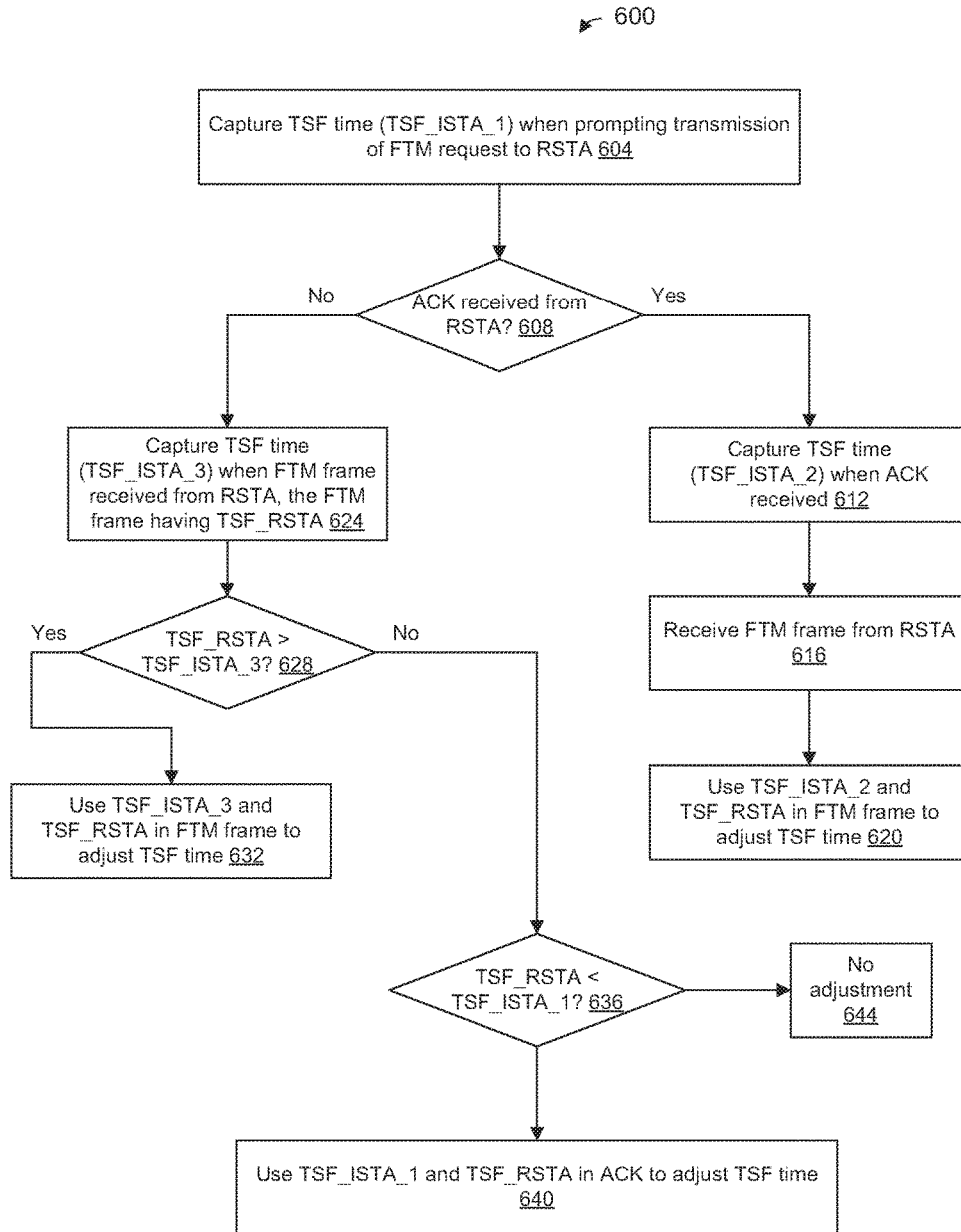 600
Capture TSF time (TSF_ISTA_1) when prompting transmission
of FTM request to RSTA 604
No
ACK received from
RSTA? 608
Yes
Capture TSF time
(TSF_ISTA_3) when FTM frame
received from RSTA, the FTM
frame having TSF_RSTA 624
Capture TSF time
(TSF_ISTA_2) when ACK
received 612
Yes
TSF_RSTA >
TSF_ISTA_3? 628
No
Receive FTM frame from RSTA
616
Use TSF_ISTA_3 and
TSF_RSTA in FTM frame to
adjust TSF time 632
Use TSF_ISTA_2 and
TSF_RSTA in FTM frame to
adjust TSF time 620
TSF_RSTA <
TSF_ISTA_1? 636
No
adjustment
644
Use TSF_ISTA_1 and TSF_RSTA in ACK to adjust TSF time
640